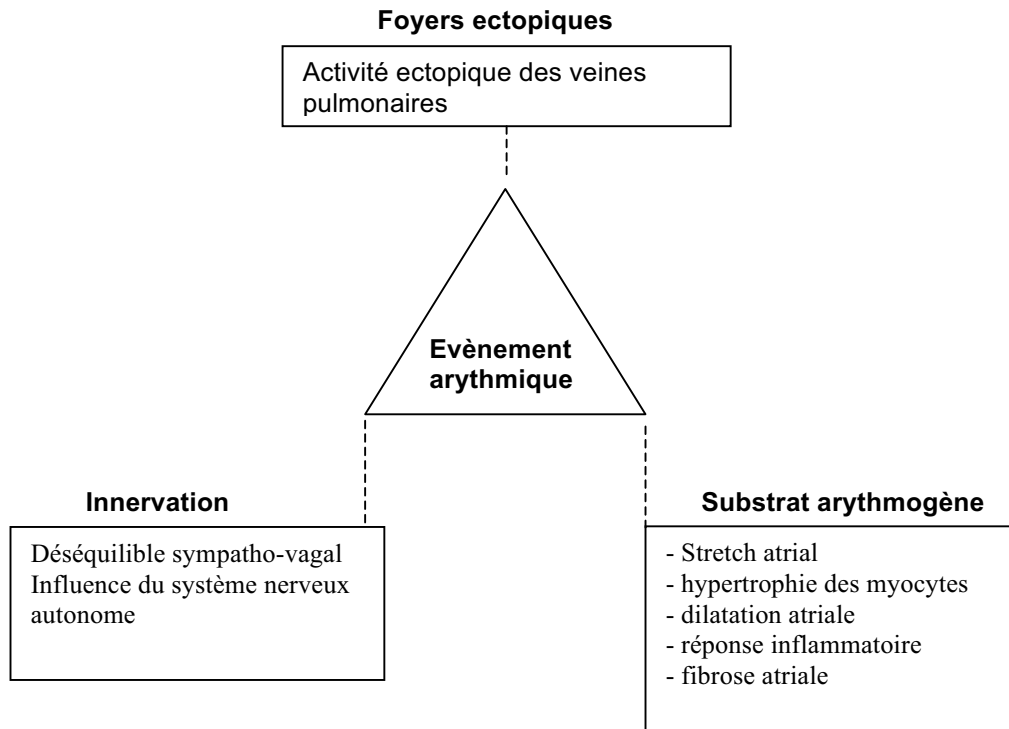 Foyers ectopiques
Activité ectopique des veines
pulmonaires
Evènement
arythmique
Innervation
Déséquilible sympatho-vagal
Influence du système nerveux
autonome
Substrat arythmogène
- Stretch atrial
- hypertrophie des myocytes
- dilatation atriale
- réponse inflammatoire
- fibrose atriale